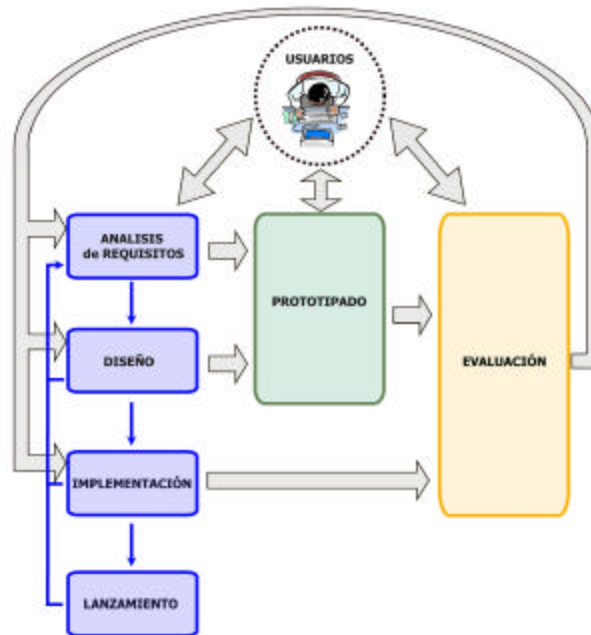 USUARIOS
ANALISIS
de REQUISITOS
PROTOTIPADO
DISEÑO
EVALUACIÓN
IMPLEMENTACIÓN
LANZAMIENTO